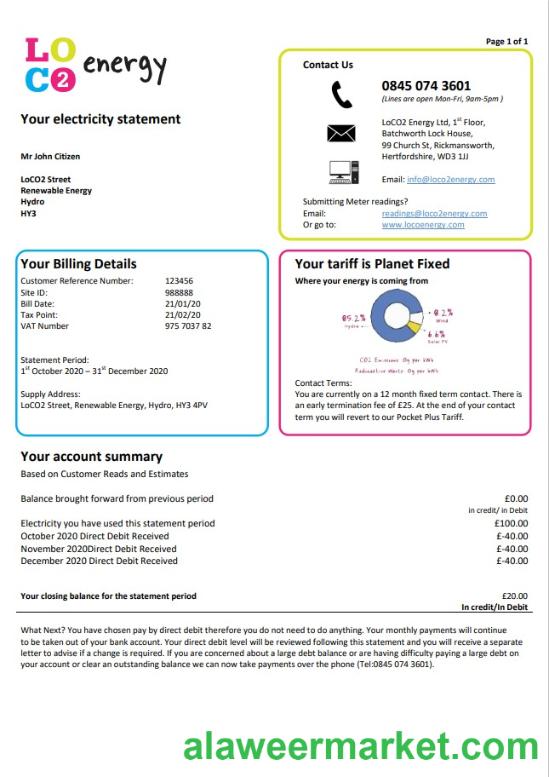 Page 1 of 1
LO
C2 energy
Your electricity statement
Mr John Citizen
LoCO2 Street
Renewable Energy
Hydro
HY3
Contact Us
0845 074 3601
(Lines are open Mon-Fri, 9am-5pm )
LoCO2 Energy Ltd, 1st Floor,
Batchworth Lock House,
99 Church St, Rickmansworth,
Hertfordshire, WD3 1JJ
Email: info@loco2energy.com
Submitting Meter readings?
Email: readings@loco2energy.com
Or go to: www.locoenergy.com
Your Billing Details
Customer Reference Number: 123456
Site ID: 988888
Bill Date: 21/01/20
Tax Point: 21/02/20
VAT Number 975 7037 82
Statement Period:
1st October 2020 – 31st December 2020
Supply Address:
LoCO2 Street, Renewable Energy, Hydro, HY3 4PV
Your tariff is Planet Fixed
Where your energy is coming from
85.2%
Hydro
8.2%
Wind
6.6%
Solar PV
CO2 Emissions 0g per kWh
Radioactive Waste 0g per kWh
Contact Terms:
You are currently on a 12 month fixed term contact. There is
an early termination fee of £25. At the end of your contact
term you will revert to our Pocket Plus Tariff.
Your account summary
Based on Customer Reads and Estimates
Balance brought forward from previous period £0.00
in credit/ in Debit
Electricity you have used this statement period £100.00
October 2020 Direct Debit Received £-40.00
November 2020Direct Debit Received £-40.00
December 2020 Direct Debit Received £-40.00
Your closing balance for the statement period £20.00
In credit/In Debit
What Next? You have chosen pay by direct debit therefore you do not need to do anything. Your monthly payments will continue
to be taken out of your bank account. Your direct debit level will be reviewed following this statement and you will receive a separate
letter to advise if a change is required. If you are concerned about a large debt balance or are having difficulty paying a large debt on
your account or clear an outstanding balance we can now take payments over the phone (Tel:0845 074 3601).
alaweermarket.com